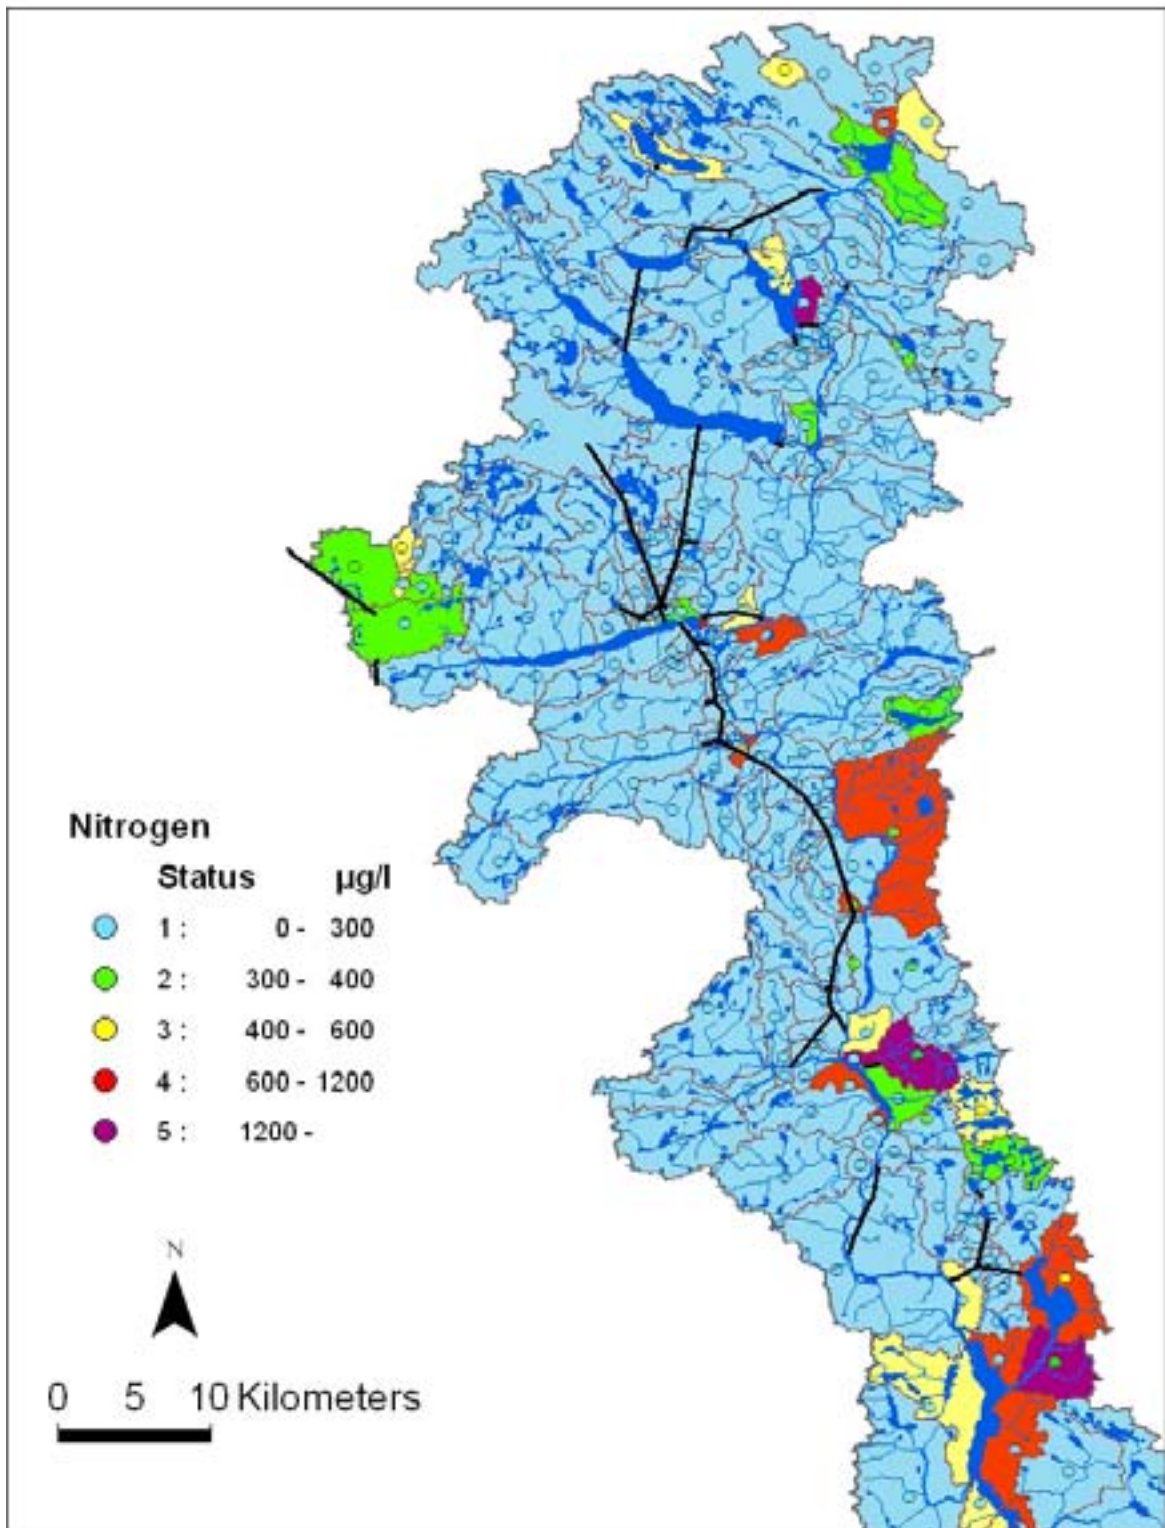 Nitrogen
Status µg/l
1 : 0 - 300
2 : 300 - 400
3 : 400 - 600
4 : 600 - 1200
5 : 1200 -
N
0 5 10 Kilometers